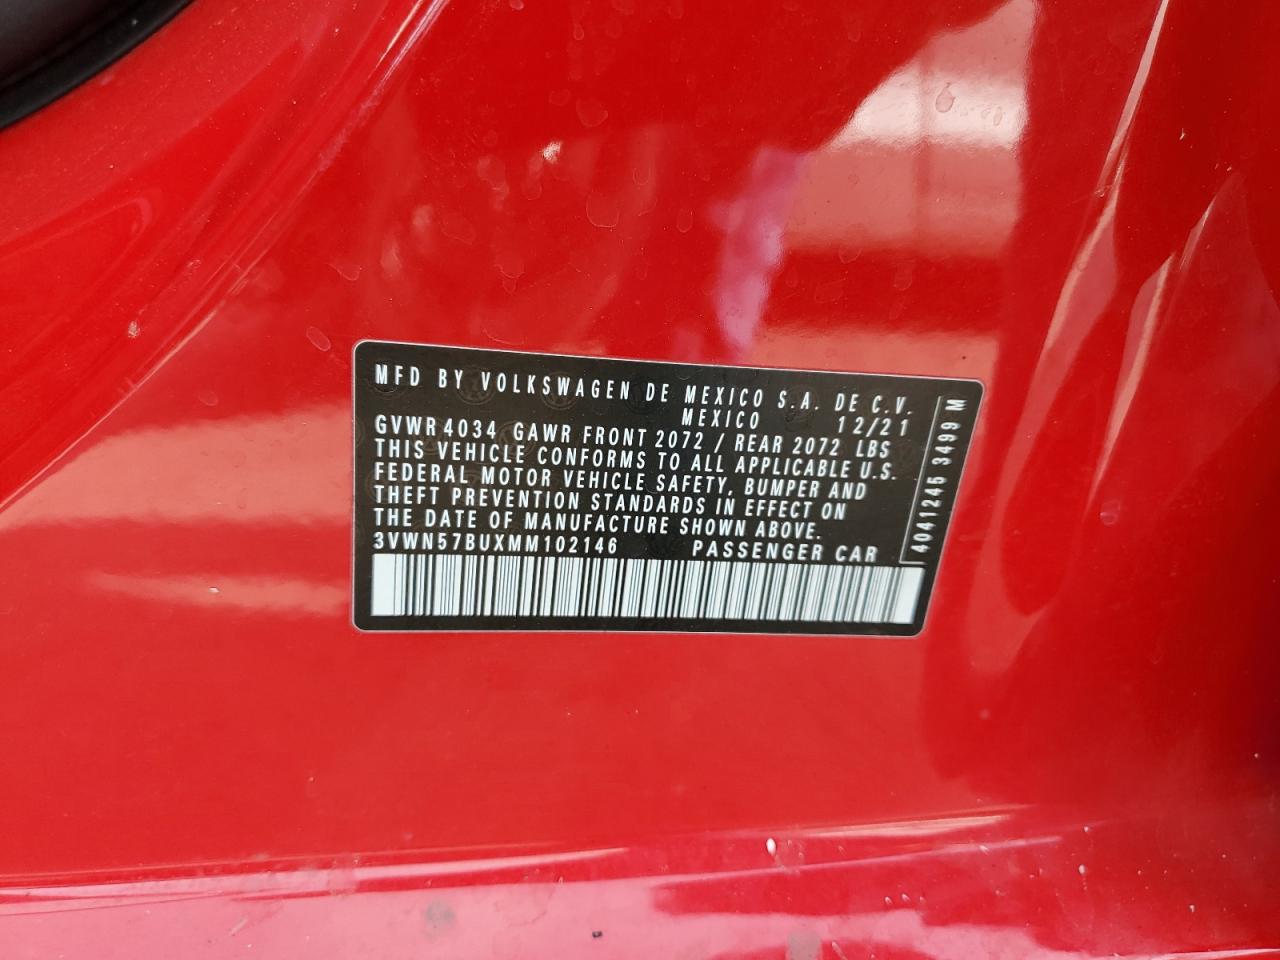 MFD BY VOLKSWAGEN DE MEXICO S.A. DE C.V.
MEXICO 12/21
GVWR 4034 GAWR FRONT 2072 / REAR 2072 LBS
THIS VEHICLE CONFORMS TO ALL APPLICABLE U.S.
FEDERAL MOTOR VEHICLE SAFETY, BUMPER AND
THEFT PREVENTION STANDARDS IN EFFECT ON
THE DATE OF MANUFACTURE SHOWN ABOVE.
3VWN57BUXMM102146 PASSENGER CAR
4041245 3499 M